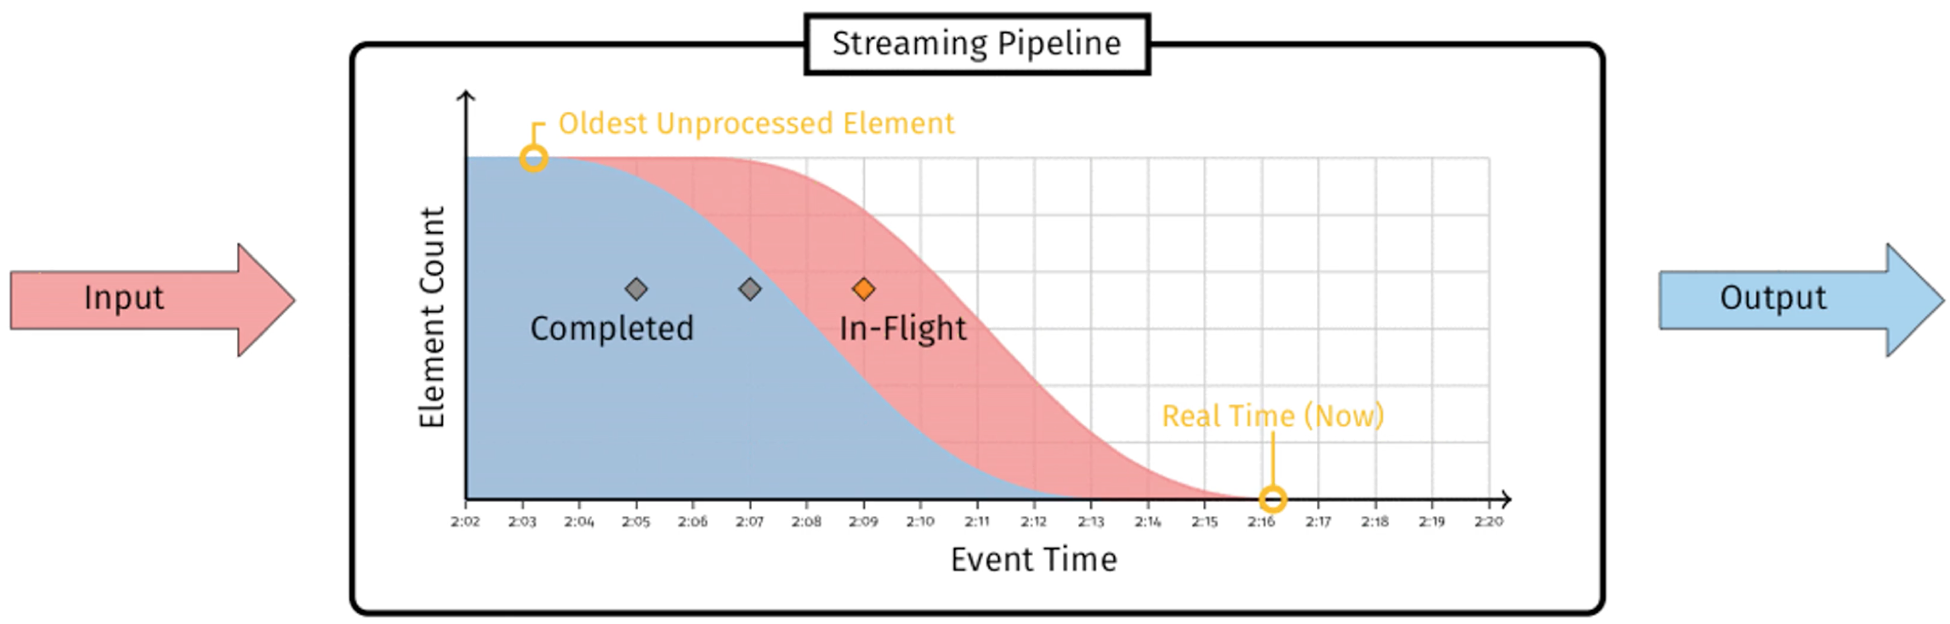 Streaming Pipeline
Oldest Unprocessed Element
Input
Element Count
Completed
In-Flight
Output
Real Time (Now)
2:02 2:03 2:04 2:05 2:06 2:07 2:08 2:09 2:10 2:11 2:12 2:13 2:14 2:15 2:16 2:17 2:18 2:19 2:20
Event Time